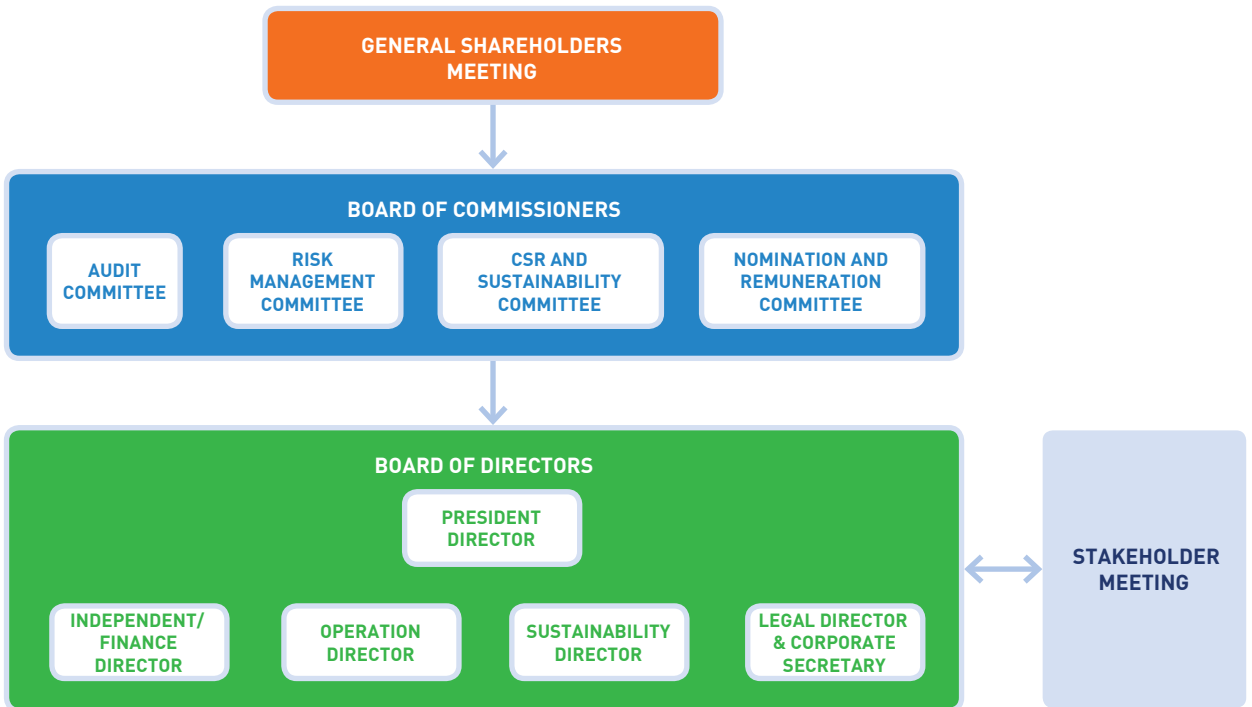 GENERAL SHAREHOLDERS
MEETING
BOARD OF COMMISSIONERS
AUDIT
COMMITTEE
RISK
MANAGEMENT
COMMITTEE
CSR AND
SUSTAINABILITY
COMMITTEE
NOMINATION AND
REMUNERATION
COMMITTEE
BOARD OF DIRECTORS
PRESIDENT
DIRECTOR
INDEPENDENT/
FINANCE
DIRECTOR
OPERATION
DIRECTOR
SUSTAINABILITY
DIRECTOR
LEGAL DIRECTOR
& CORPORATE
SECRETARY
STAKEHOLDER
MEETING